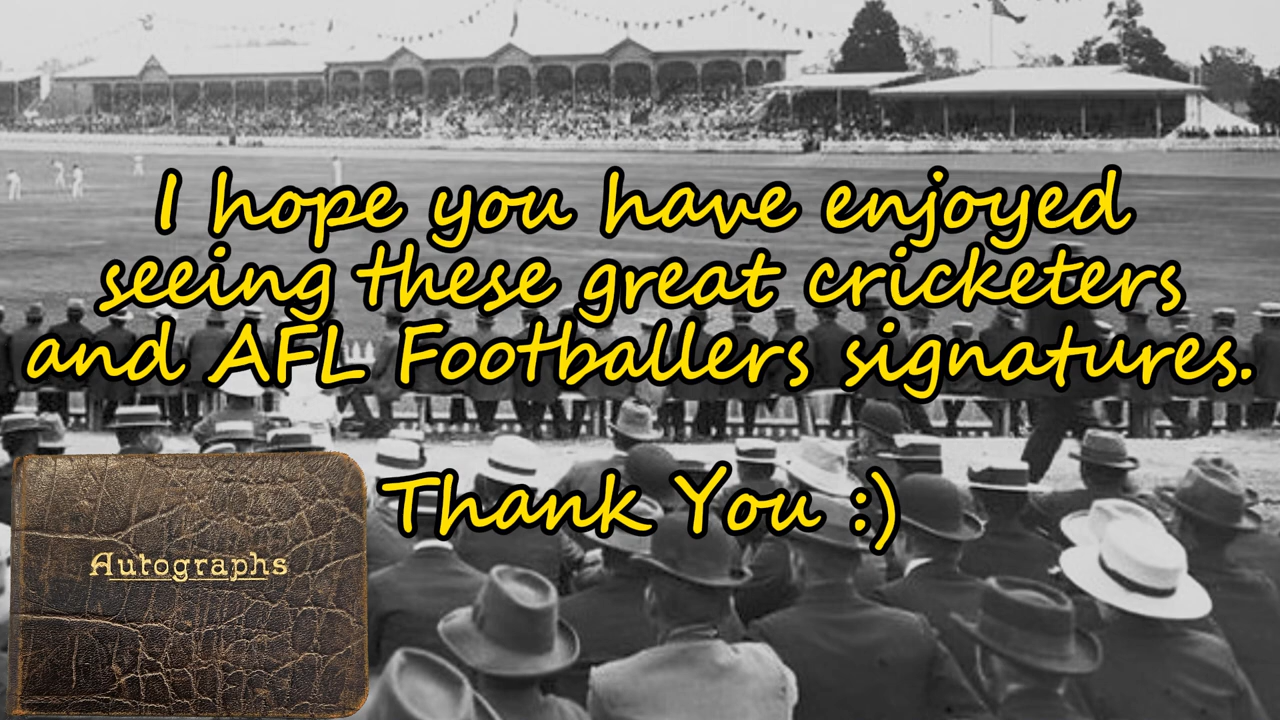 I hope you have enjoyed
seeing these great cricketers
and AFL Footballers signatures.
Thank You :)
Autographs